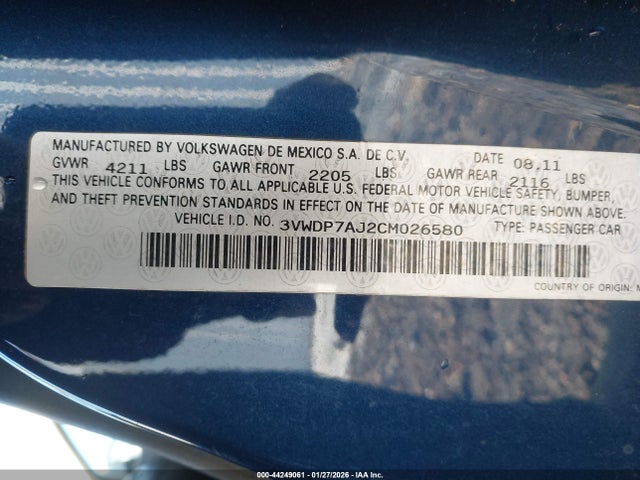 MANUFACTURED BY VOLKSWAGEN DE MEXICO S.A. DE C.V. DATE 08.11
GVWR 4211 LBS GAWR FRONT 2205 LBS GAWR REAR 2116 LBS
THIS VEHICLE CONFORMS TO ALL APPLICABLE U.S. FEDERAL MOTOR VEHICLE SAFETY, BUMPER,
AND THEFT PREVENTION STANDARDS IN EFFECT ON THE DATE OF MANUFACTURE SHOWN ABOVE.
VEHICLE I.D. NO. 3VWDP7AJ2CM026580 TYPE: PASSENGER CAR
COUNTRY OF ORIGIN: M
000-44249061 - 01/27/2026 - IAAI.CA